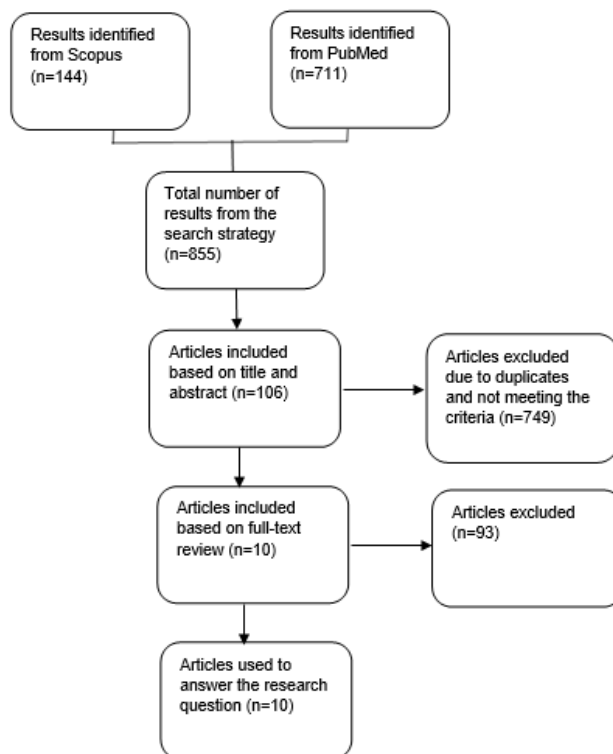 Results identified
from Scopus
(n=144)
Results identified
from PubMed
(n=711)
Total number of
results from the
search strategy
(n=855)
Articles included
based on title and
abstract (n=106)
Articles excluded
due to duplicates
and not meeting the
criteria (n=749)
Articles included
based on full-text
review (n=10)
Articles excluded
(n=93)
Articles used to
answer the research
question (n=10)